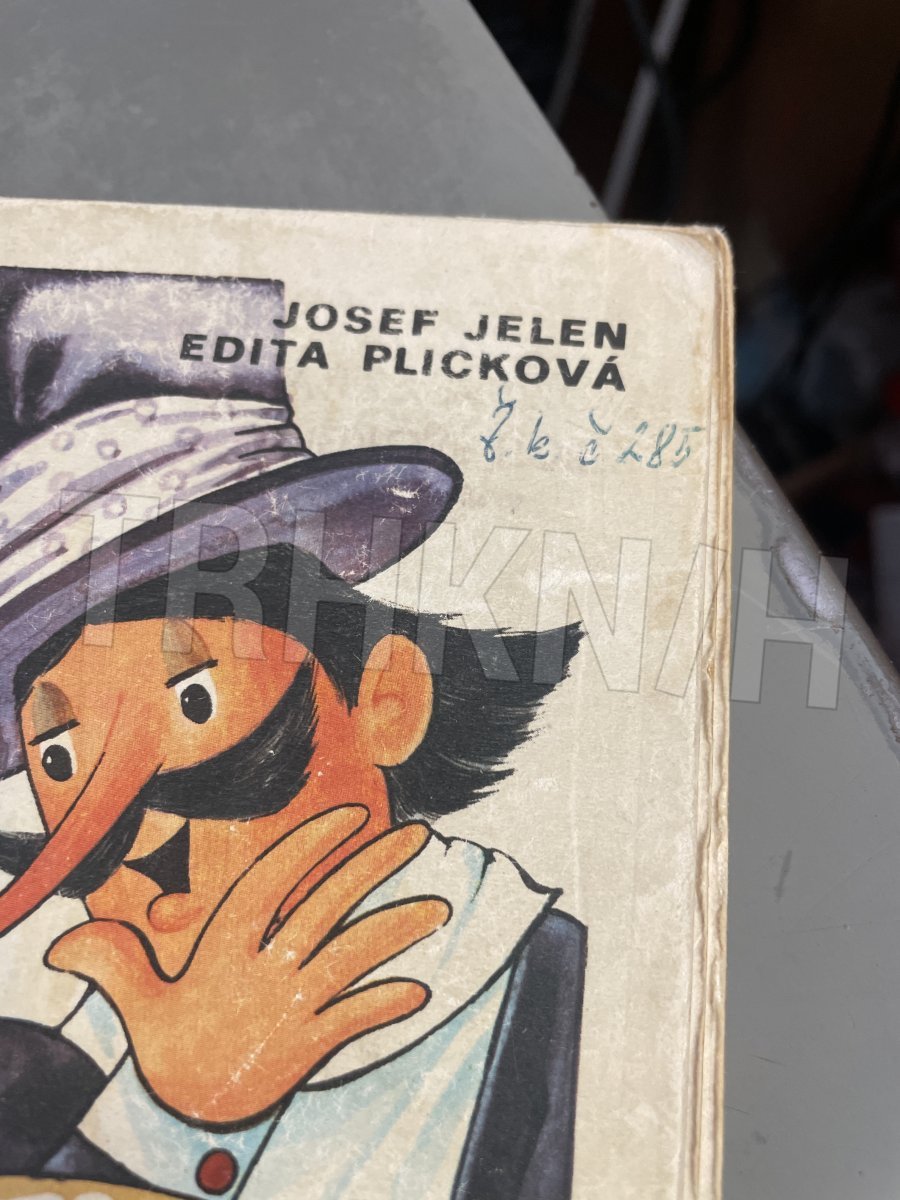 JOSEF JELEN
EDITA PLICKOVÁ
ž. k č 285
TRHKNIH